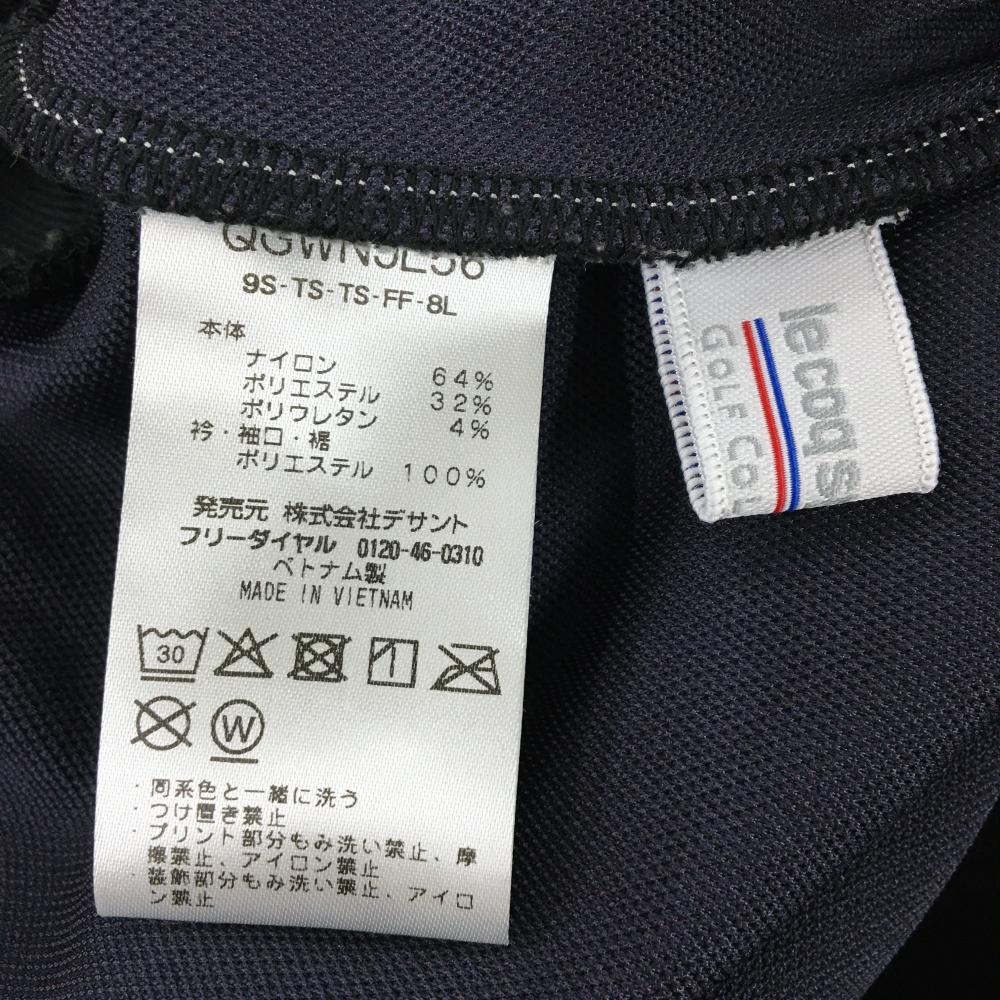 QGWNJL56
9S-TS-TS-FF-8L
本体
ナイロン 64%
ポリエステル 32%
ポリウレタン 4%
衿・袖口・裾
ポリエステル 100%
発売元 株式会社デサント
フリーダイヤル 0120-46-0310
ベトナム製
MADE IN VIETNAM
30
W
・同系色と一緒に洗う
・つけ置き禁止
・プリント部分もみ洗い禁止、摩
擦禁止、アイロン禁止
・装飾部分もみ洗い禁止、アイロ
ン禁止
lecoqs
GOLF COL